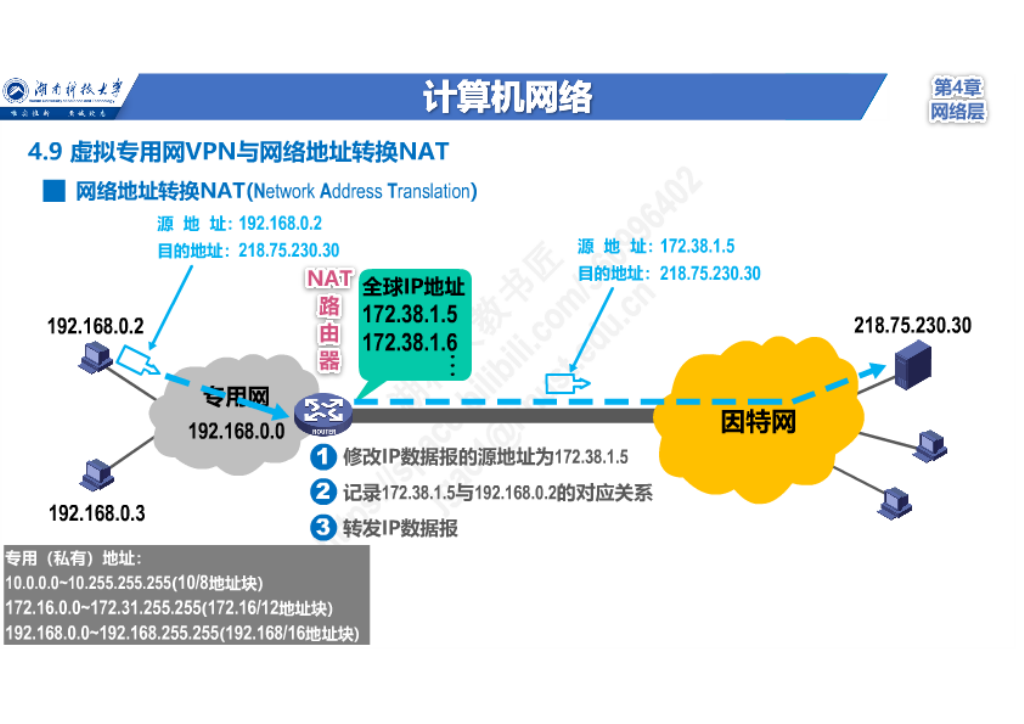 湖南科技大学
计算机网络
第4章
网络层
4.9 虚拟专用网VPN与网络地址转换NAT
网络地址转换NAT(Network Address Translation)
源 地 址：192.168.0.2
目的地址：218.75.230.30
源 地 址：172.38.1.5
目的地址：218.75.230.30
NAT
路
由
器
全球IP地址
172.38.1.5
172.38.1.6
⋮
192.168.0.2
218.75.230.30
专用网
192.168.0.0
ROUTER
因特网
192.168.0.3
1 修改IP数据报的源地址为172.38.1.5
2 记录172.38.1.5与192.168.0.2的对应关系
3 转发IP数据报
专用（私有）地址：
10.0.0.0~10.255.255.255(10/8地址块)
172.16.0.0~172.31.255.255(172.16/12地址块)
192.168.0.0~192.168.255.255(192.168/16地址块)